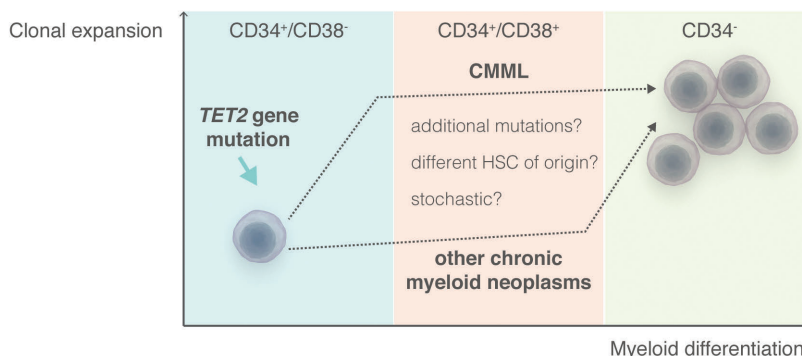 Clonal expansion
CD34⁺/CD38⁻
CD34⁺/CD38⁺
CD34⁻
CMML
TET2 gene
mutation
additional mutations?
different HSC of origin?
stochastic?
other chronic
myeloid neoplasms
Myeloid differentiation